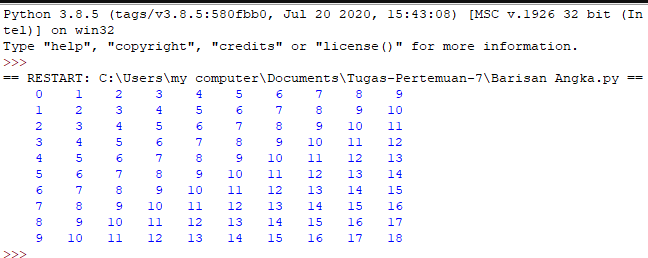 Python 3.8.5 (tags/v3.8.5:580fbb0, Jul 20 2020, 15:43:08) [MSC v.1926 32 bit (In
tel)] on win32
Type "help", "copyright", "credits" or "license()" for more information.
>>>
== RESTART: C:\Users\my computer\Documents\Tugas-Pertemuan-7\Barisan Angka.py ==
0 1 2 3 4 5 6 7 8 9
1 2 3 4 5 6 7 8 9 10
2 3 4 5 6 7 8 9 10 11
3 4 5 6 7 8 9 10 11 12
4 5 6 7 8 9 10 11 12 13
5 6 7 8 9 10 11 12 13 14
6 7 8 9 10 11 12 13 14 15
7 8 9 10 11 12 13 14 15 16
8 9 10 11 12 13 14 15 16 17
9 10 11 12 13 14 15 16 17 18
>>>